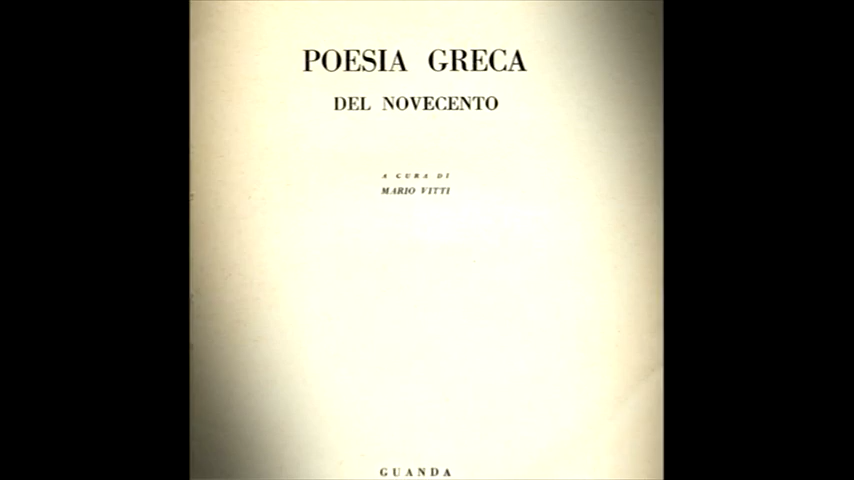 POESIA GRECA
DEL NOVECENTO
A CURA DI
MARIO VITTI
GUANDA